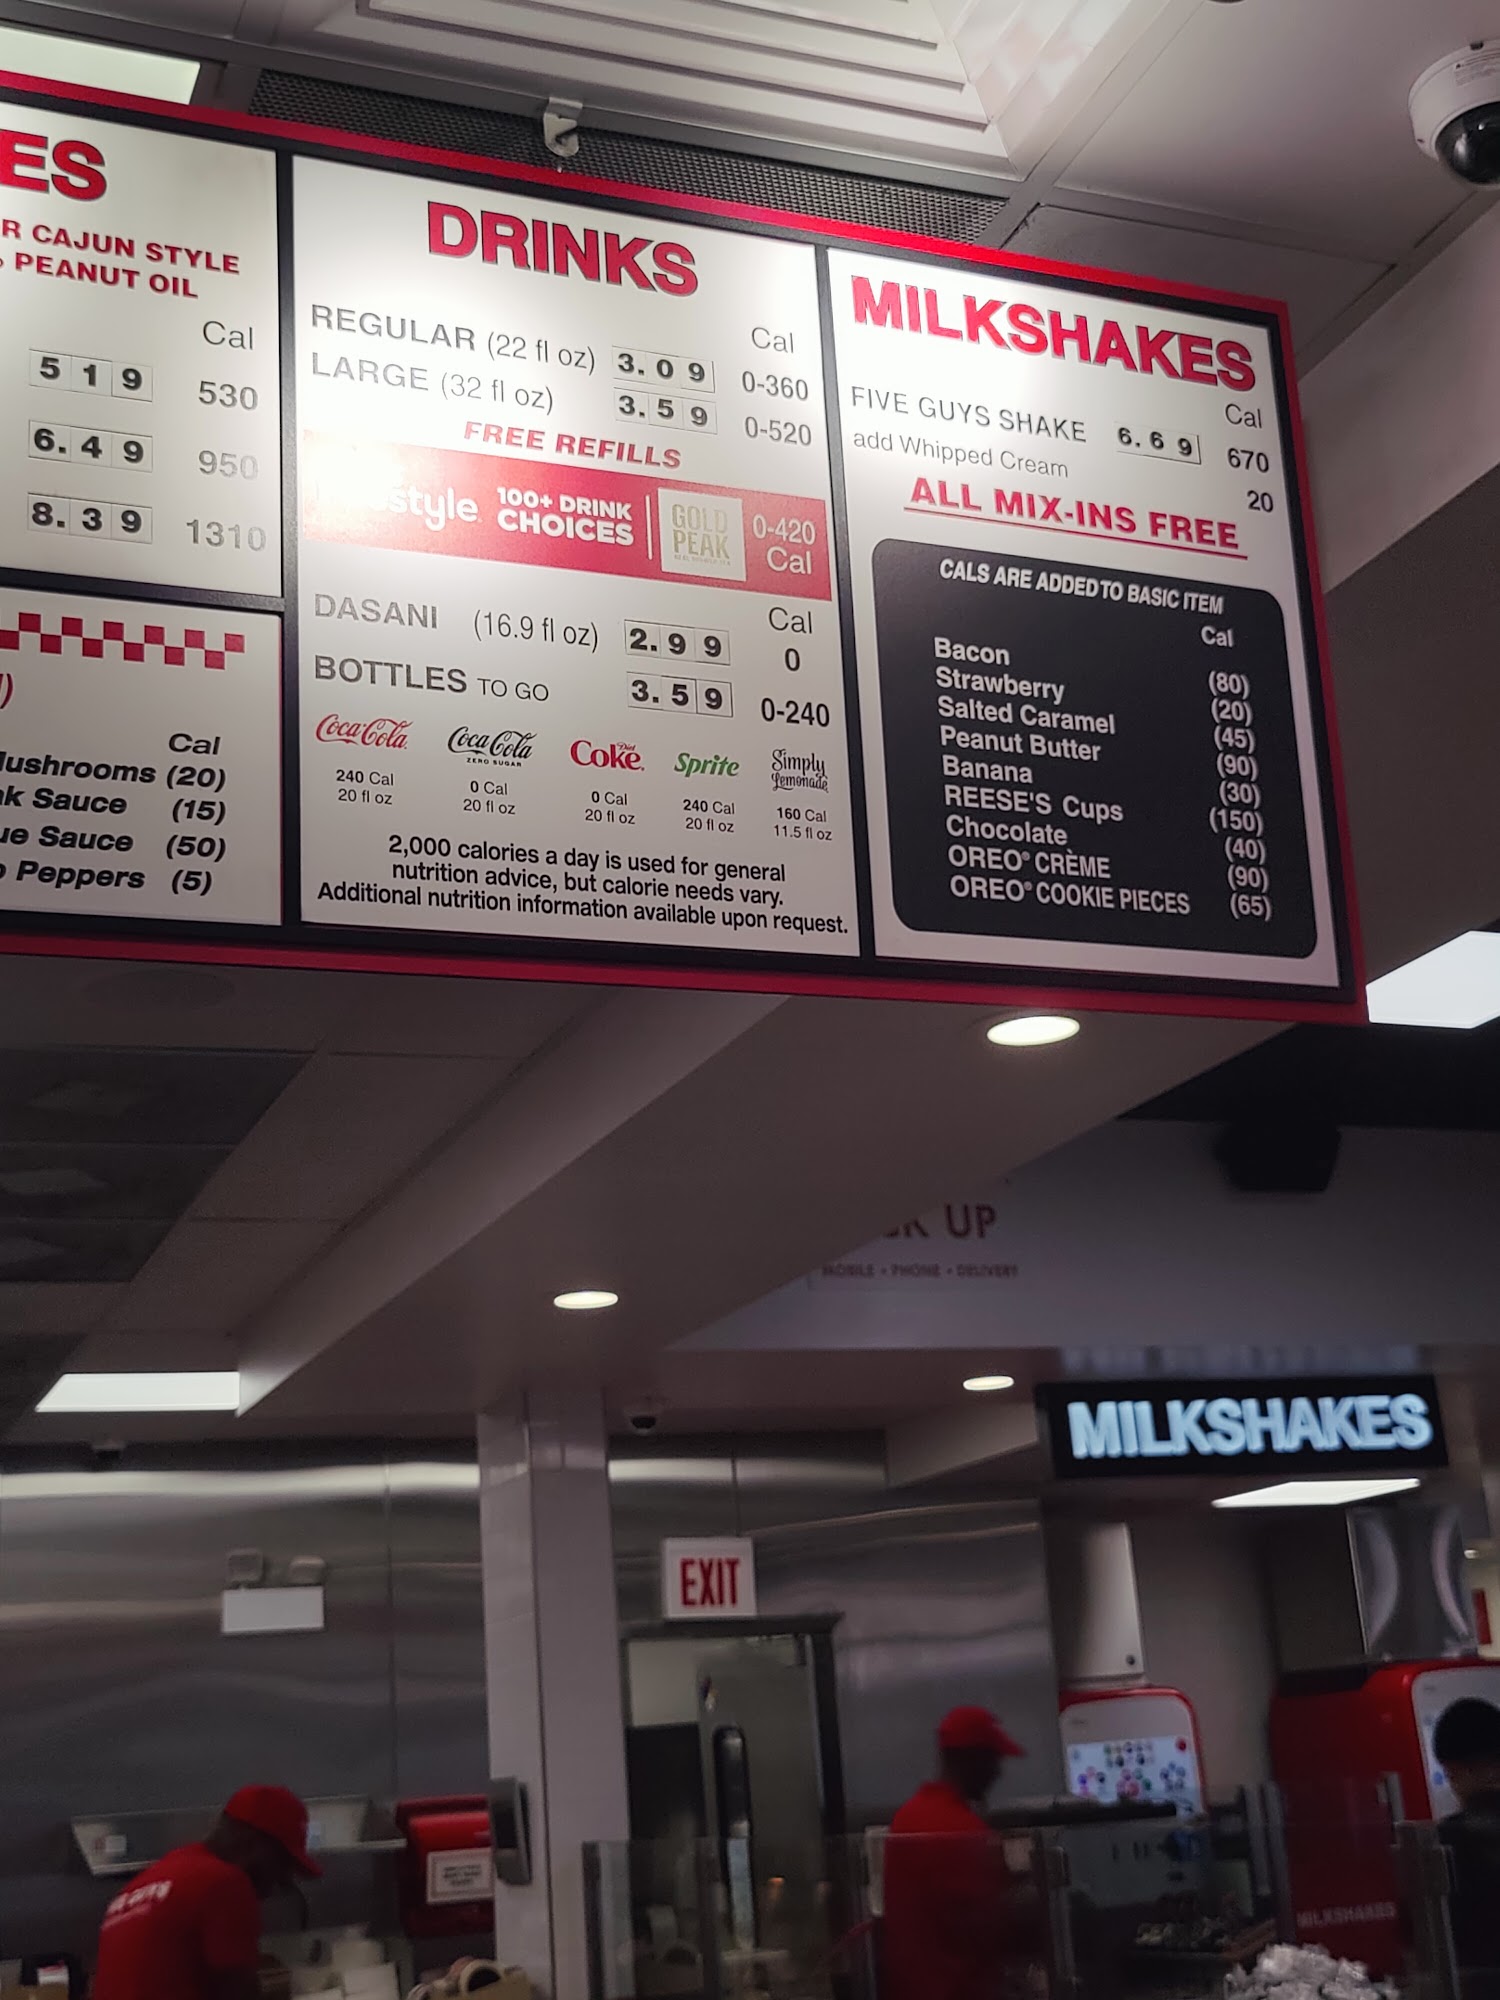 ES
R CAJUN STYLE
PEANUT OIL
Cal
519 530
6.49 950
8.39 1310
Cal
Mushrooms (20)
Sauce (15)
Sauce (50)
Peppers (5)
DRINKS
Cal
REGULAR (22 fl oz) 3.09 0-360
LARGE (32 fl oz) 3.59 0-520
FREE REFILLS
style 100+ DRINK CHOICES GOLD PEAK 0-420 Cal
Cal
DASANI (16.9 fl oz) 2.99 0
BOTTLES TO GO 3.59 0-240
Coca-Cola
240 Cal
20 fl oz
Coca-Cola
ZERO SUGAR
0 Cal
20 fl oz
Diet
Coke
0 Cal
20 fl oz
Sprite
240 Cal
20 fl oz
Simply
Lemonade
160 Cal
11.5 fl oz
2,000 calories a day is used for general
nutrition advice, but calorie needs vary.
Additional nutrition information available upon request.
MILKSHAKES
Cal
FIVE GUYS SHAKE 6.69 670
add Whipped Cream 20
ALL MIX-INS FREE
CALS ARE ADDED TO BASIC ITEM
Cal
Bacon (80)
Strawberry (20)
Salted Caramel (45)
Peanut Butter (90)
Banana (30)
REESE'S Cups (150)
Chocolate (40)
OREO® CRÈME (90)
OREO® COOKIE PIECES (65)
UP
MOBILE • PHONE • DELIVERY
MILKSHAKES
EXIT
MILKSHAKES